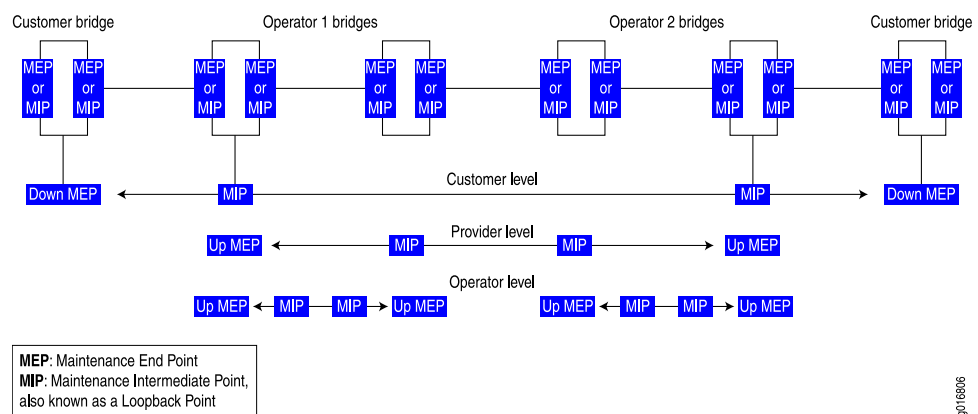 Customer bridge
Operator 1 bridges
Operator 2 bridges
Customer bridge
MEP or MIP
MEP or MIP
MEP or MIP
MEP or MIP
MEP or MIP
MEP or MIP
MEP or MIP
MEP or MIP
MEP or MIP
MEP or MIP
MEP or MIP
MEP or MIP
Down MEP
MIP
Customer level
MIP
Down MEP
Up MEP
MIP
Provider level
MIP
Up MEP
Operator level
Up MEP
MIP
MIP
Up MEP
Up MEP
MIP
MIP
Up MEP
MEP: Maintenance End Point
MIP: Maintenance Intermediate Point,
also known as a Loopback Point
g016806